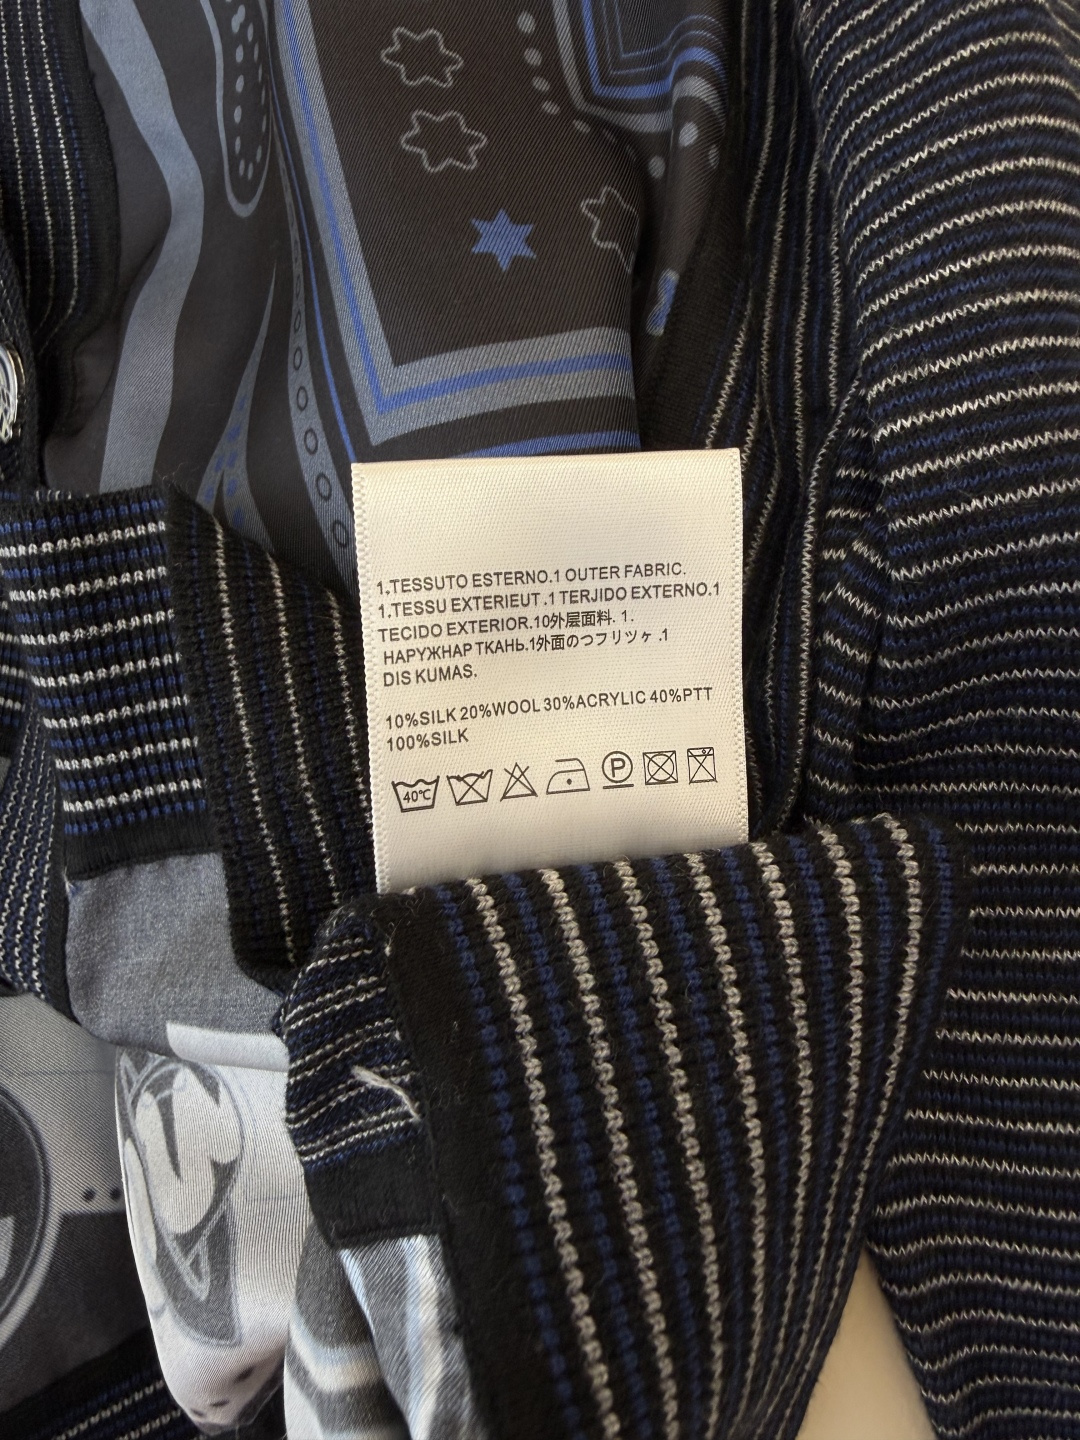 1.TESSUTO ESTERNO.1 OUTER FABRIC.
1.TESSU EXTERIEUT .1 TERJIDO EXTERNO.1
TECIDO EXTERIOR.10外层面料. 1.
НАРУЖНАР ТКАНЬ.1外面のつフリツヶ .1
DIS KUMAS.
10%SILK 20%WOOL 30%ACRYLIC 40%PTT
100%SILK
40℃ P